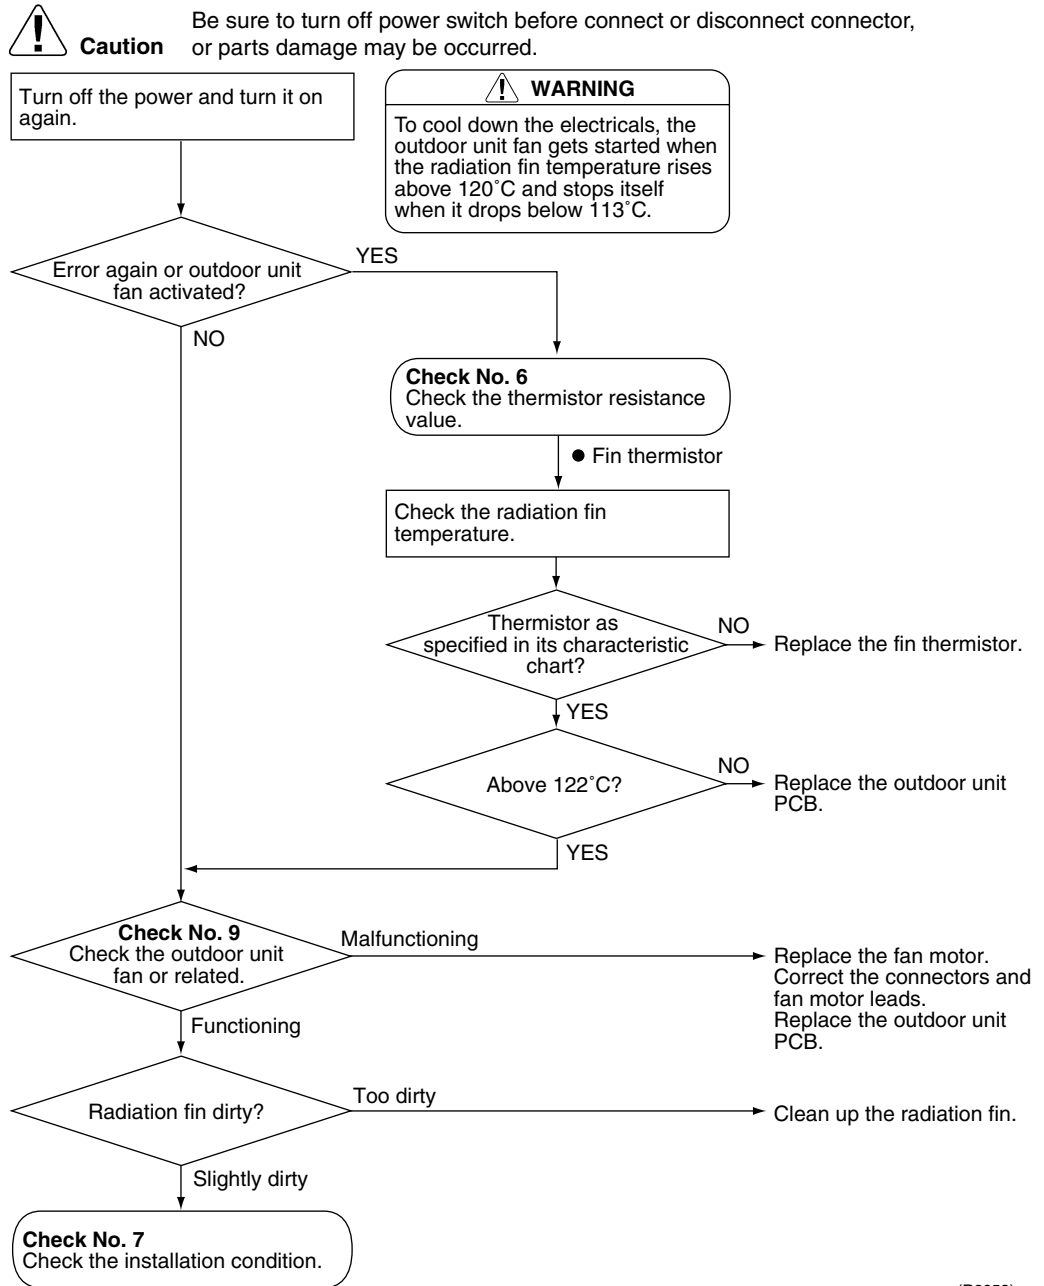 Be sure to turn off power switch before connect or disconnect connector,
Caution or parts damage may be occurred.
Turn off the power and turn it on
again.
WARNING
To cool down the electricals, the
outdoor unit fan gets started when
the radiation fin temperature rises
above 120˚C and stops itself
when it drops below 113˚C.
Error again or outdoor unit
fan activated?
YES
NO
Check No. 6
Check the thermistor resistance
value.
● Fin thermistor
Check the radiation fin
temperature.
Thermistor as
specified in its characteristic
chart?
NO
Replace the fin thermistor.
YES
Above 122˚C?
NO
Replace the outdoor unit
PCB.
YES
Check No. 9
Check the outdoor unit
fan or related.
Malfunctioning
Replace the fan motor.
Correct the connectors and
fan motor leads.
Replace the outdoor unit
PCB.
Functioning
Radiation fin dirty?
Too dirty
Clean up the radiation fin.
Slightly dirty
Check No. 7
Check the installation condition.